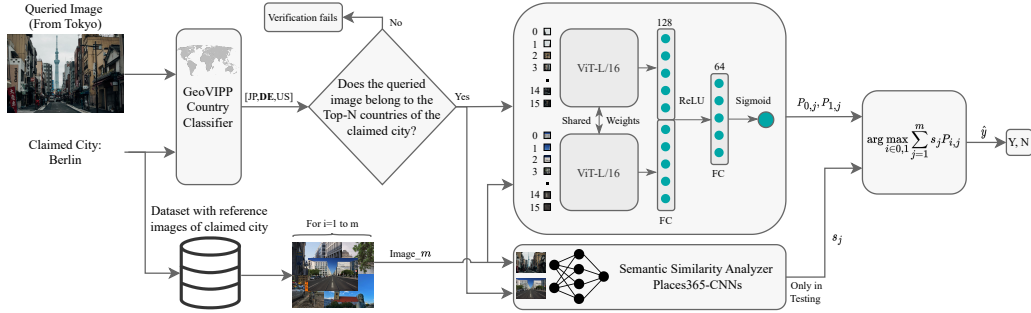 Queried Image
(From Tokyo)
Claimed City:
Berlin
GeoVIPP
Country
Classifier
[JP,DE,US]
Verification fails
No
Does the queried
image belong to the
Top-N countries of the
claimed city?
Yes
Dataset with reference
images of claimed city
For i=1 to m
Image_m
0
1
2
3
14
15
ViT-L/16
Shared Weights
0
1
2
3
14
15
ViT-L/16
128
FC
ReLU
64
FC
Sigmoid
Semantic Similarity Analyzer
Places365-CNNs
Only in
Testing
P_{0,j}, P_{1,j}
s_j
arg max_{i∈0,1} ∑_{j=1}^{m} s_j P_{i,j}
ŷ
Y, N